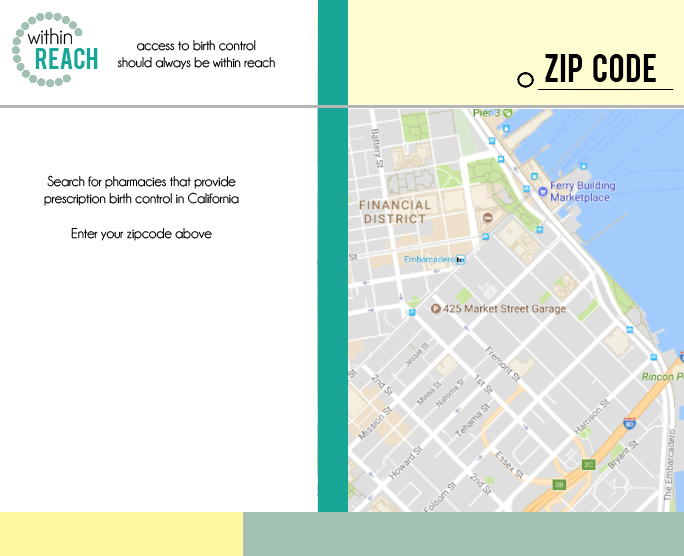 within
REACH
access to birth control
should always be within reach
ZIP CODE
Search for pharmacies that provide
prescription birth control in California
Enter your zipcode above
Pier 3
Battery St
Ferry Building
Marketplace
FINANCIAL
DISTRICT
St
Embarcadero
425 Market Street Garage
Jessie St
Fremont St
2nd St
1st St
Minna St
Natoma St
Rincon P
Mission St
Tehama St
Harrison St
80
Howard St
Essex St
Bryant St
The Embarcadero
2C
Folsom St
2nd St
2B